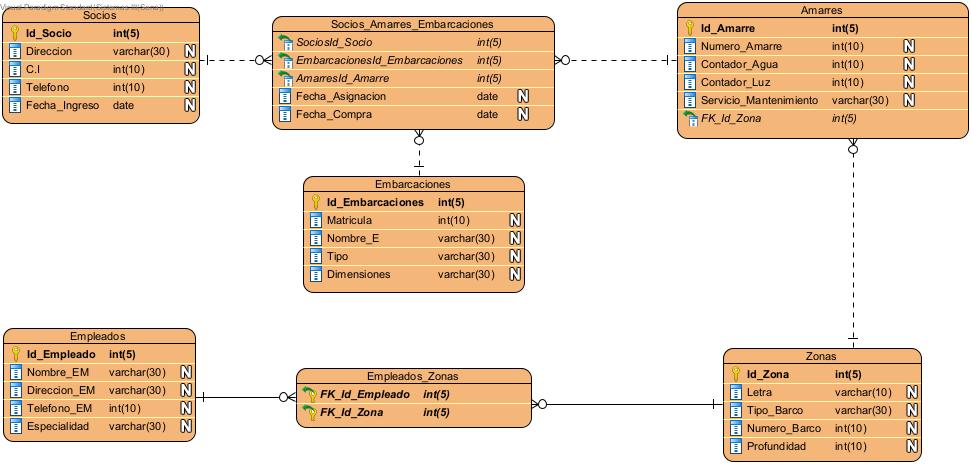 Visual Paradigm Standard(Sistemas III(Sena))
Socios
Id_Socio int(5)
Direccion varchar(30) N
C.I int(10) N
Telefono int(10) N
Fecha_Ingreso date N
Socios_Amarres_Embarcaciones
SociosId_Socio int(5)
EmbarcacionesId_Embarcaciones int(5)
AmarresId_Amarre int(5)
Fecha_Asignacion date N
Fecha_Compra date N
Amarres
Id_Amarre int(5)
Numero_Amarre int(10) N
Contador_Agua int(10) N
Contador_Luz int(10) N
Servicio_Mantenimiento varchar(30) N
FK_Id_Zona int(5)
Embarcaciones
Id_Embarcaciones int(5)
Matricula int(10) N
Nombre_E varchar(30) N
Tipo varchar(30) N
Dimensiones varchar(30) N
Empleados
Id_Empleado int(5)
Nombre_EM varchar(30) N
Direccion_EM varchar(30) N
Telefono_EM int(10) N
Especialidad varchar(30) N
Empleados_Zonas
FK_Id_Empleado int(5)
FK_Id_Zona int(5)
Zonas
Id_Zona int(5)
Letra varchar(10) N
Tipo_Barco varchar(30) N
Numero_Barco int(10) N
Profundidad int(10) N